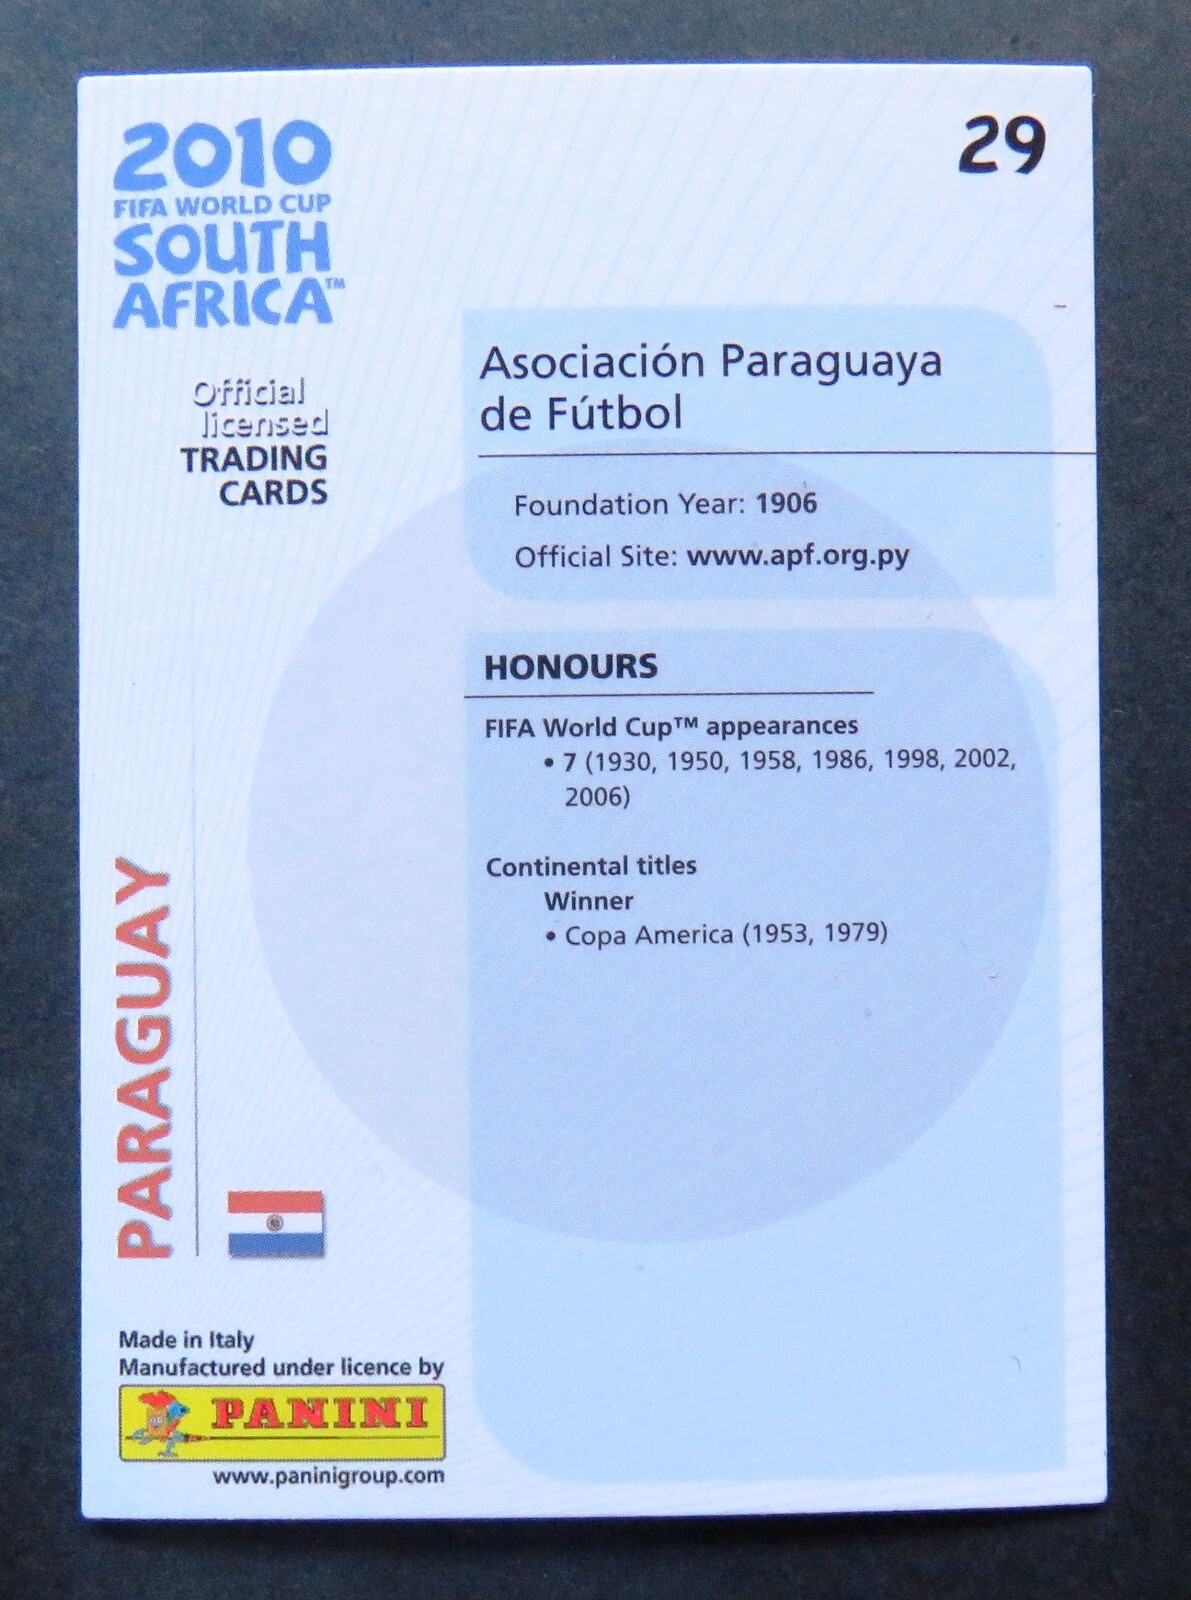 2010
FIFA WORLD CUP
SOUTH
AFRICA™
Official
licensed
TRADING
CARDS
29
Asociación Paraguaya
de Fútbol
Foundation Year: 1906
Official Site: www.apf.org.py
HONOURS
FIFA World Cup™ appearances
• 7 (1930, 1950, 1958, 1986, 1998, 2002,
2006)
Continental titles
Winner
• Copa America (1953, 1979)
PARAGUAY
Made in Italy
Manufactured under licence by
PANINI
www.paninigroup.com